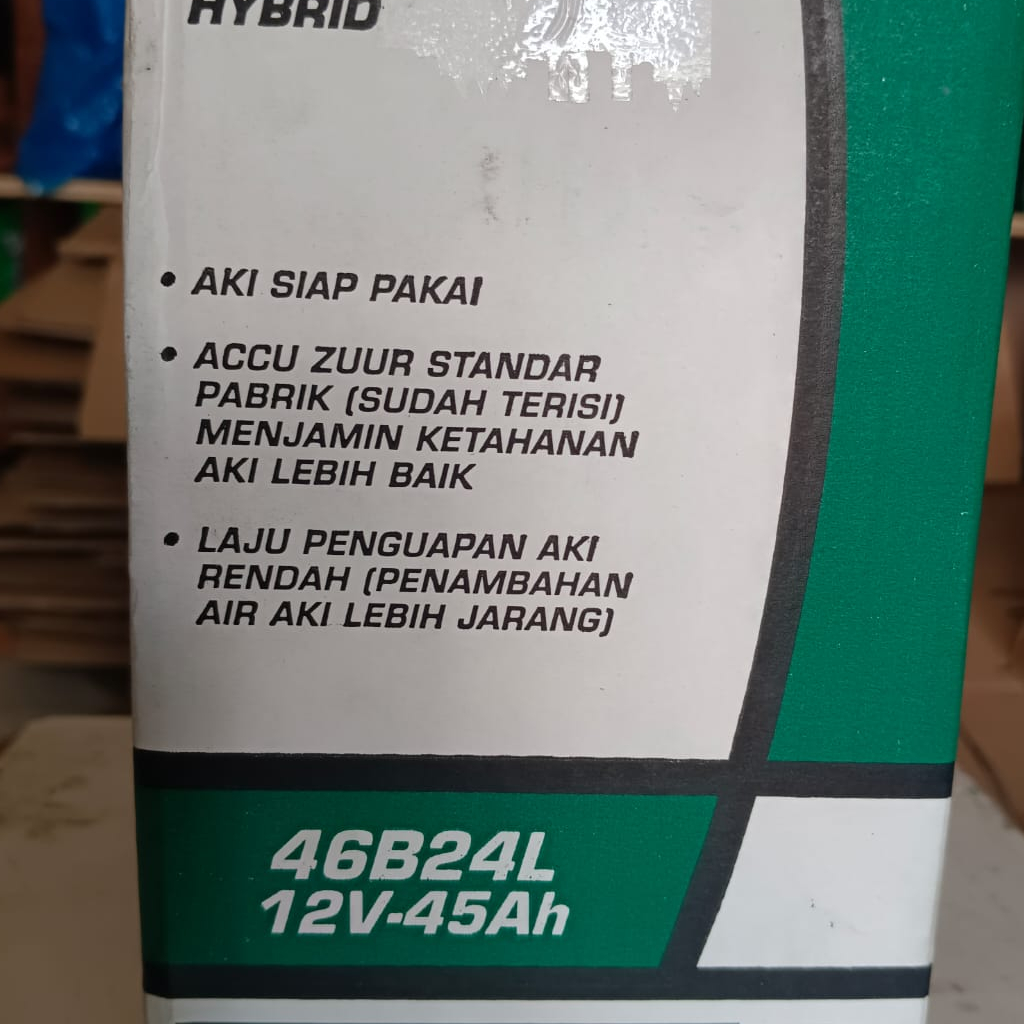 HYBRID
• AKI SIAP PAKAI
• ACCU ZUUR STANDAR
PABRIK (SUDAH TERISI)
MENJAMIN KETAHANAN
AKI LEBIH BAIK
• LAJU PENGUAPAN AKI
RENDAH (PENAMBAHAN
AIR AKI LEBIH JARANG)
46B24L
12V-45Ah